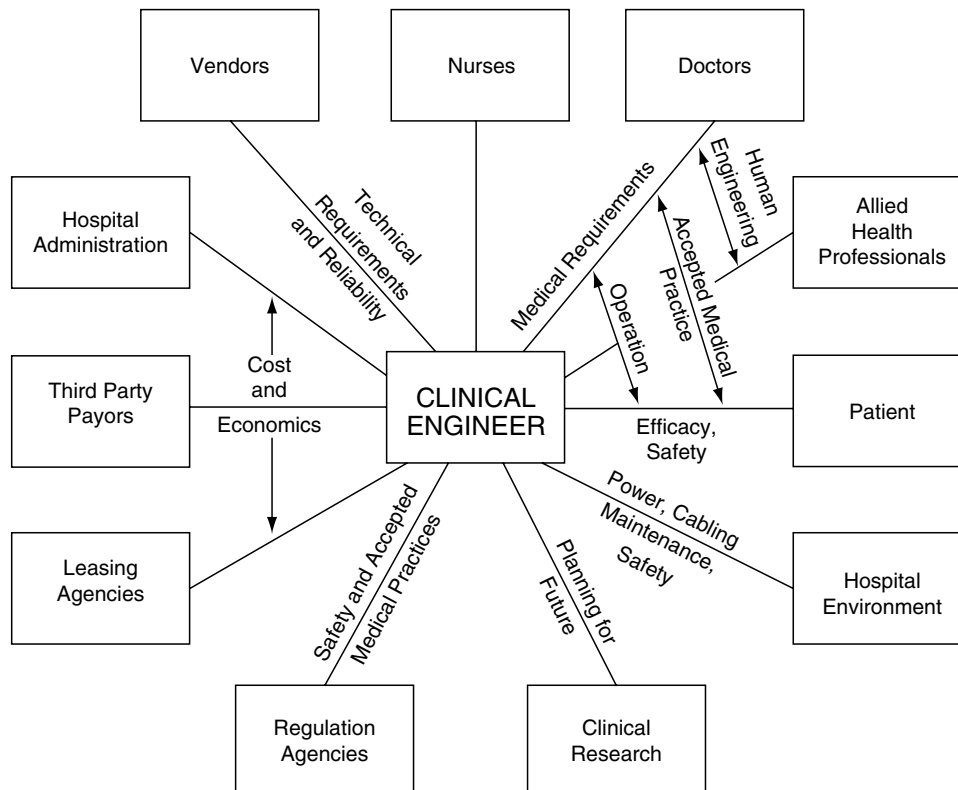 Vendors
Nurses
Doctors
Hospital
Administration
Technical
Requirements
and Reliability
Medical Requirements
Human
Engineering
Allied
Health
Professionals
Accepted Medical
Practice
Operation
Third Party
Payors
Cost
and
Economics
CLINICAL
ENGINEER
Efficacy,
Safety
Patient
Leasing
Agencies
Safety and Accepted
Medical Practices
Planning for
Future
Power, Cabling
Maintenance,
Safety
Hospital
Environment
Regulation
Agencies
Clinical
Research